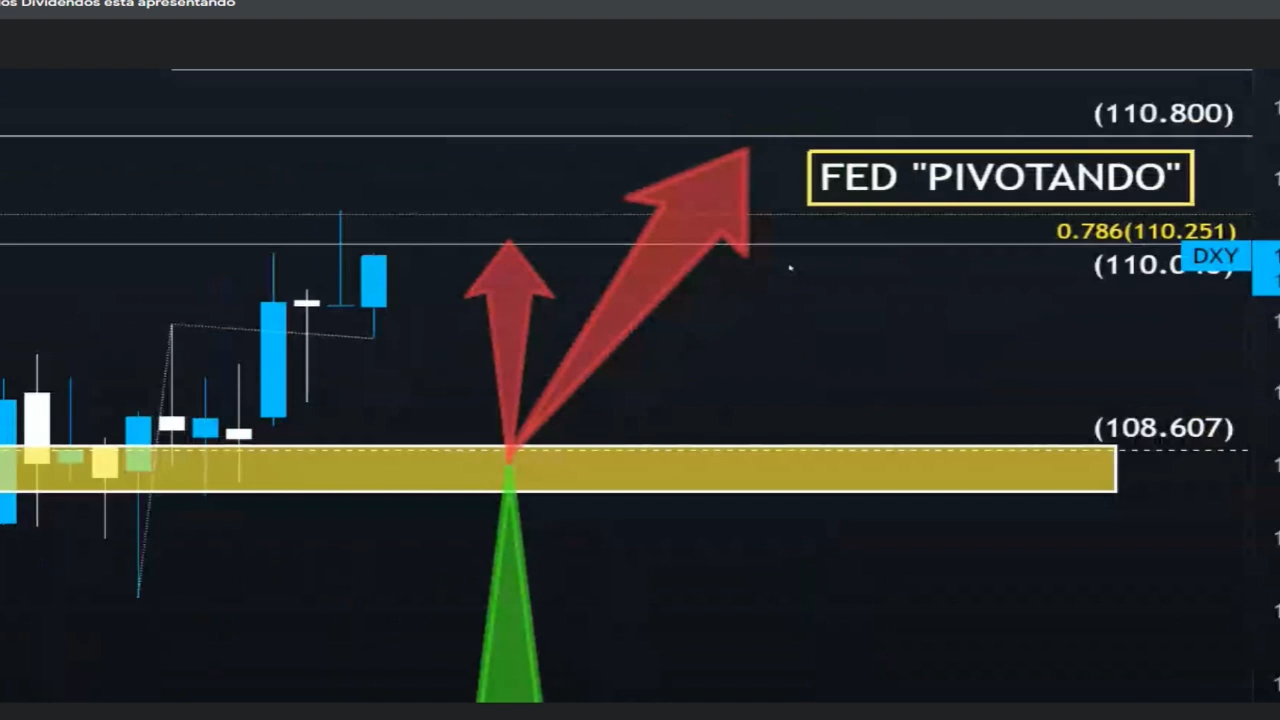 os Dividendos está apresentando
(110.800)
FED "PIVOTANDO"
0.786(110.251)
DXY
(108.607)